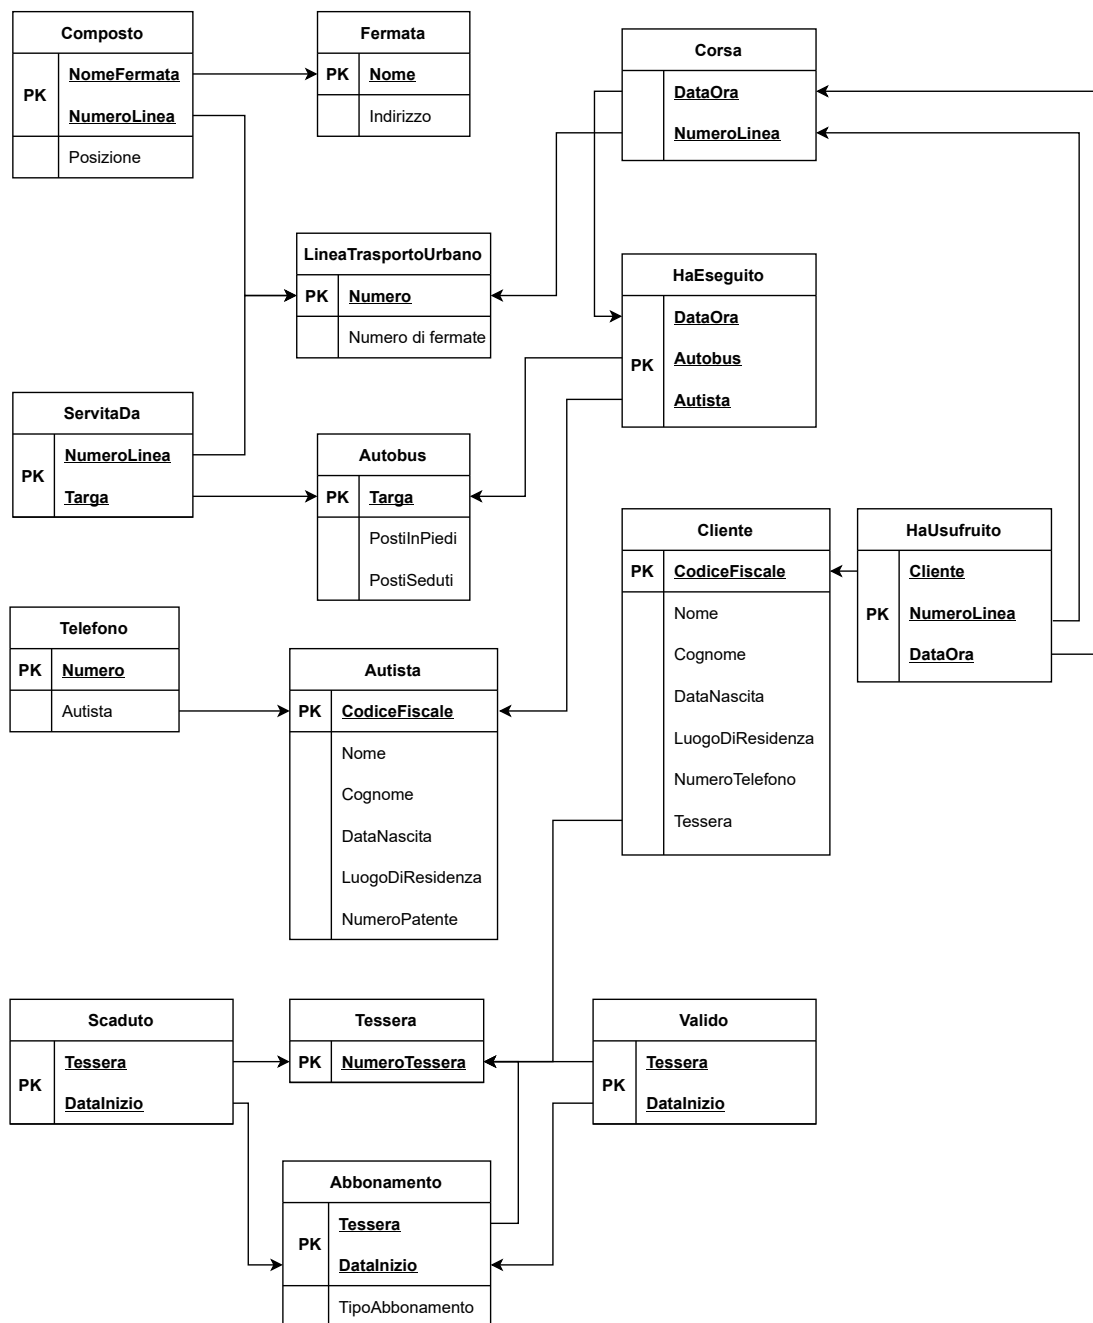 Composto
PK
NomeFermata
NumeroLinea
Posizione
Fermata
PK
Nome
Indirizzo
Corsa
DataOra
NumeroLinea
LineaTrasportoUrbano
PK
Numero
Numero di fermate
HaEseguito
DataOra
PK
Autobus
Autista
ServitaDa
PK
NumeroLinea
Targa
Autobus
PK
Targa
PostiInPiedi
PostiSeduti
Cliente
PK
CodiceFiscale
Nome
Cognome
DataNascita
LuogoDiResidenza
NumeroTelefono
Tessera
HaUsufruito
Cliente
PK
NumeroLinea
DataOra
Telefono
PK
Numero
Autista
Autista
PK
CodiceFiscale
Nome
Cognome
DataNascita
LuogoDiResidenza
NumeroPatente
Scaduto
PK
Tessera
DataInizio
Tessera
PK
NumeroTessera
Valido
PK
Tessera
DataInizio
Abbonamento
PK
Tessera
DataInizio
TipoAbbonamento